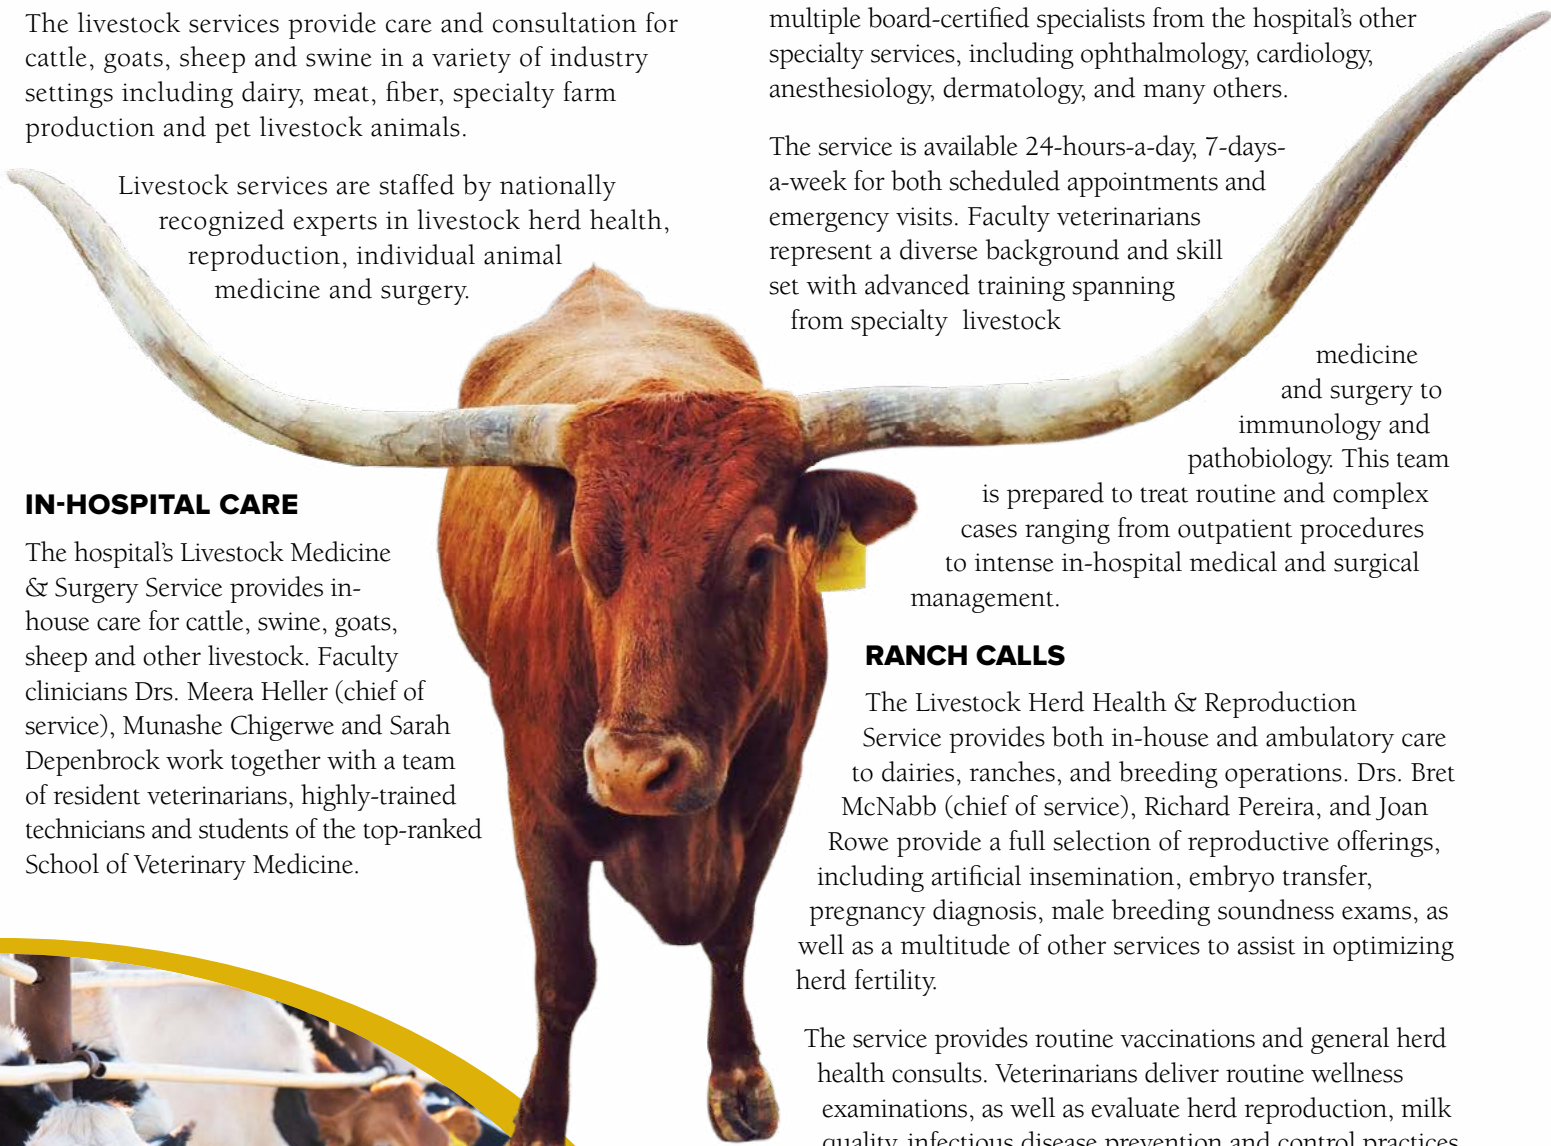 The livestock services provide care and consultation for
cattle, goats, sheep and swine in a variety of industry
settings including dairy, meat, fiber, specialty farm
production and pet livestock animals.
Livestock services are staffed by nationally
recognized experts in livestock herd health,
reproduction, individual animal
medicine and surgery.
IN-HOSPITAL CARE
The hospital's Livestock Medicine
& Surgery Service provides in-
house care for cattle, swine, goats,
sheep and other livestock. Faculty
clinicians Drs. Meera Heller (chief of
service), Munashe Chigerwe and Sarah
Depenbrock work together with a team
of resident veterinarians, highly-trained
technicians and students of the top-ranked
School of Veterinary Medicine.
multiple board-certified specialists from the hospital's other
specialty services, including ophthalmology, cardiology,
anesthesiology, dermatology, and many others.
The service is available 24-hours-a-day, 7-days-
a-week for both scheduled appointments and
emergency visits. Faculty veterinarians
represent a diverse background and skill
set with advanced training spanning
from specialty livestock
medicine
and surgery to
immunology and
pathobiology. This team
is prepared to treat routine and complex
cases ranging from outpatient procedures
to intense in-hospital medical and surgical
management.
RANCH CALLS
The Livestock Herd Health & Reproduction
Service provides both in-house and ambulatory care
to dairies, ranches, and breeding operations. Drs. Bret
McNabb (chief of service), Richard Pereira, and Joan
Rowe provide a full selection of reproductive offerings,
including artificial insemination, embryo transfer,
pregnancy diagnosis, male breeding soundness exams, as
well as a multitude of other services to assist in optimizing
herd fertility.
The service provides routine vaccinations and general herd
health consults. Veterinarians deliver routine wellness
examinations, as well as evaluate herd reproduction, milk
quality, infectious disease prevention and control practices